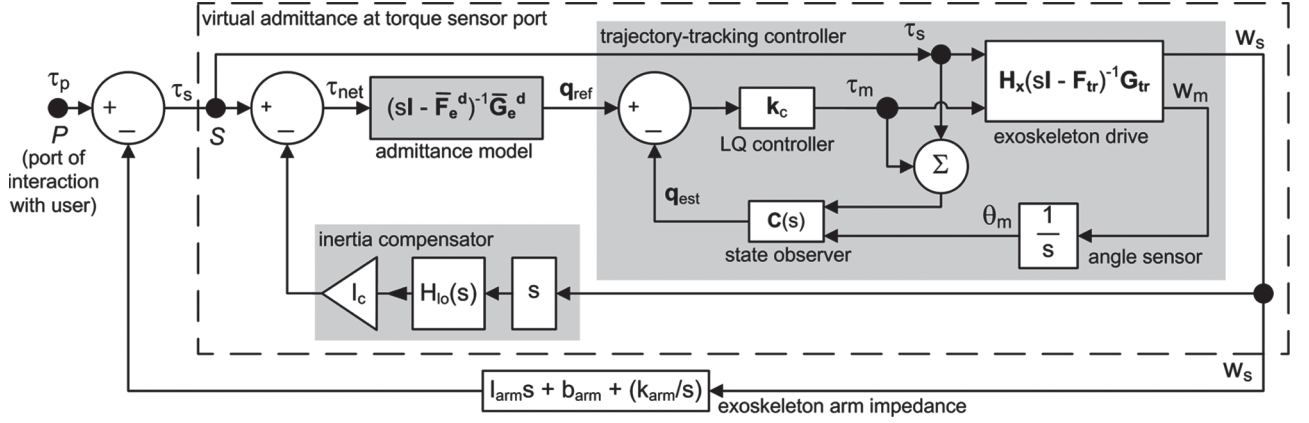 virtual admittance at torque sensor port
trajectory-tracking controller
τs
ws
τp
τs
τnet
qref
τm
wm
+
−
+
−
+
−
(sI - F̅eᵈ)⁻¹G̅eᵈ
kc
Hx(sI - Ftr)⁻¹Gtr
P
S
admittance model
LQ controller
exoskeleton drive
(port of
interaction
with user)
Σ
qest
C(s)
θm
1
s
state observer
angle sensor
inertia compensator
Ic
Hlo(s)
s
ws
Iarms + barm + (karm/s)
exoskeleton arm impedance